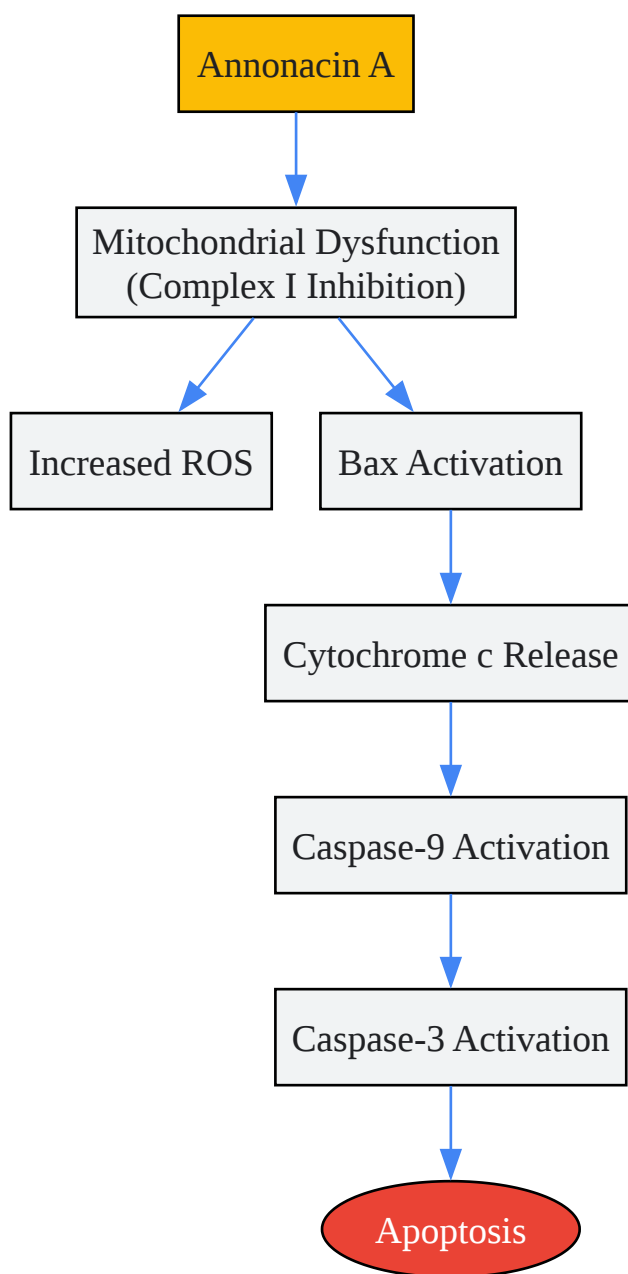 Annonacin A
Mitochondrial Dysfunction
(Complex I Inhibition)
Increased ROS
Bax Activation
Cytochrome c Release
Caspase-9 Activation
Caspase-3 Activation
Apoptosis